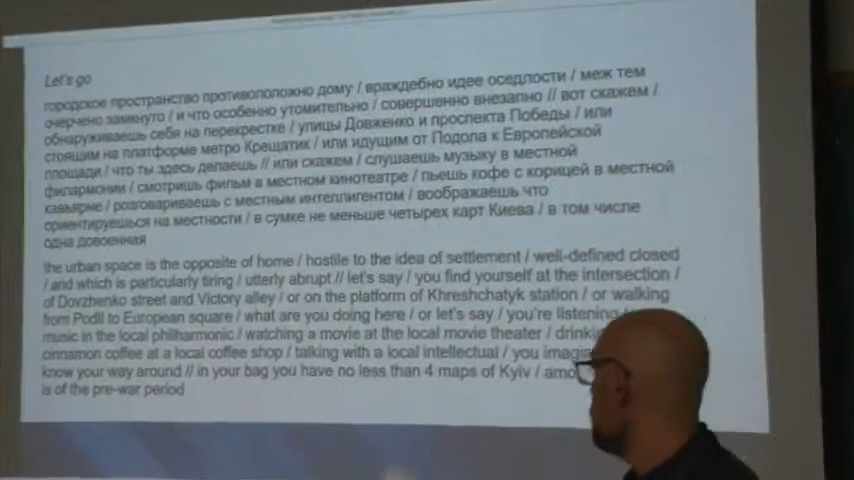 Let's go
городское пространство противоположно дому / враждебно идее оседлости / меж тем
очерчено замкнуто / и что особенно утомительно / совершенно внезапно // вот скажем /
обнаруживаешь себя на перекрестке / улицы Довженко и проспекта Победы / или
стоящим на платформе метро Крещатик / или идущим от Подола к Европейской
площади / что ты здесь делаешь // или скажем / слушаешь музыку в местной
филармонии / смотришь фильм в местном кинотеатре / пьешь кофе с корицей в местной
кавьярне / розговариваешь с местным интеллигентом / воображаешь что
ориентируешься на местности / в сумке не меньше четырех карт Киева / в том числе
одна довоенная
the urban space is the opposite of home / hostile to the idea of settlement / well-defined closed
/ and which is particularly tiring / utterly abrupt // let's say / you find yourself at the intersection /
of Dovzhenko street and Victory alley / or on the platform of Khreshchatyk station / or walking
from Podil to European square / what are you doing here / or let's say / you're listening
music in the local philharmonic / watching a movie at the local movie theater /
cinnamon coffee at a local coffee shop / talking with a local intellectual / you
know your way around // in your bag you have no less than 4 maps of Kyiv /
is of the pre-war period